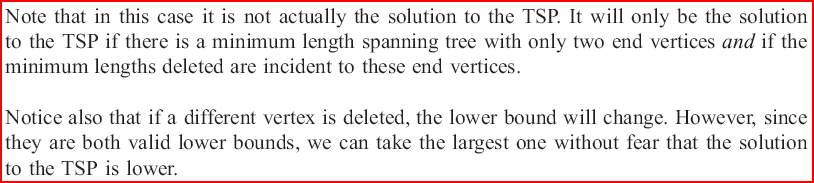 Note that in this case it is not actually the solution to the TSP. It will only be the solution
to the TSP if there is a minimum length spanning tree with only two end vertices and if the
minimum lengths deleted are incident to these end vertices.
Notice also that if a different vertex is deleted, the lower bound will change. However, since
they are both valid lower bounds, we can take the largest one without fear that the solution
to the TSP is lower.